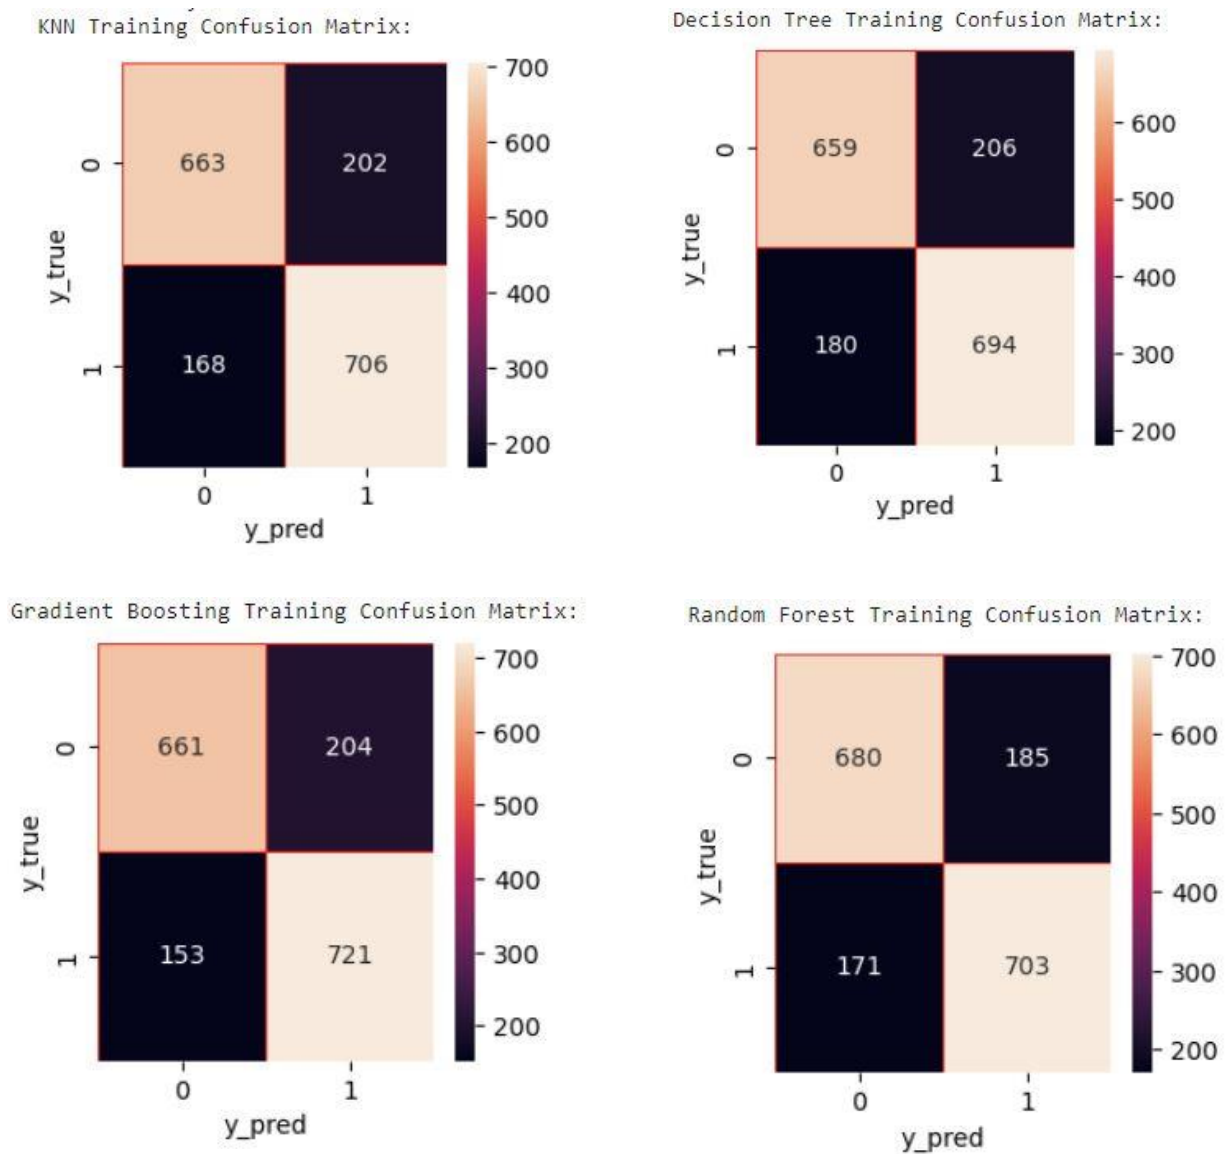 KNN Training Confusion Matrix:
0 663 202
1 168 706
y_true
0 1
y_pred
700
600
500
400
300
200
Decision Tree Training Confusion Matrix:
0 659 206
1 180 694
y_true
0 1
y_pred
600
500
400
300
200
Gradient Boosting Training Confusion Matrix:
0 661 204
1 153 721
y_true
0 1
y_pred
700
600
500
400
300
200
Random Forest Training Confusion Matrix:
0 680 185
1 171 703
y_true
0 1
y_pred
700
600
500
400
300
200